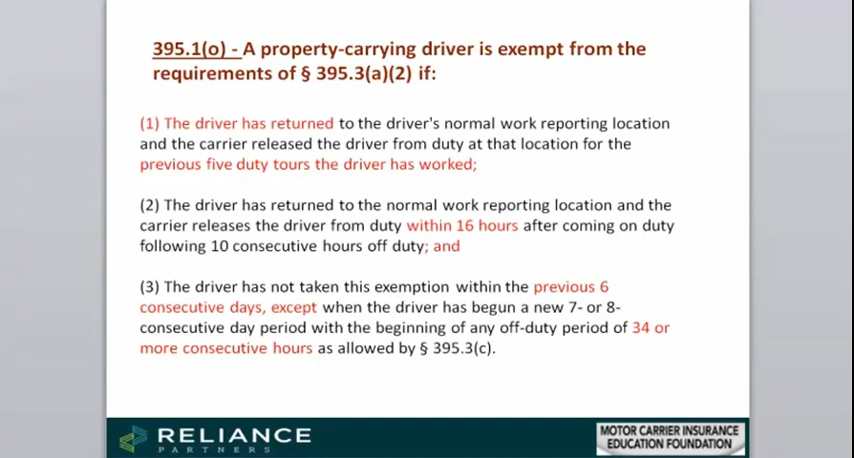 395.1(o) - A property-carrying driver is exempt from the
requirements of § 395.3(a)(2) if:
(1) The driver has returned to the driver's normal work reporting location
and the carrier released the driver from duty at that location for the
previous five duty tours the driver has worked;
(2) The driver has returned to the normal work reporting location and the
carrier releases the driver from duty within 16 hours after coming on duty
following 10 consecutive hours off duty; and
(3) The driver has not taken this exemption within the previous 6
consecutive days, except when the driver has begun a new 7- or 8-
consecutive day period with the beginning of any off-duty period of 34 or
more consecutive hours as allowed by § 395.3(c).
RELIANCE
PARTNERS
MOTOR CARRIER INSURANCE
EDUCATION FOUNDATION